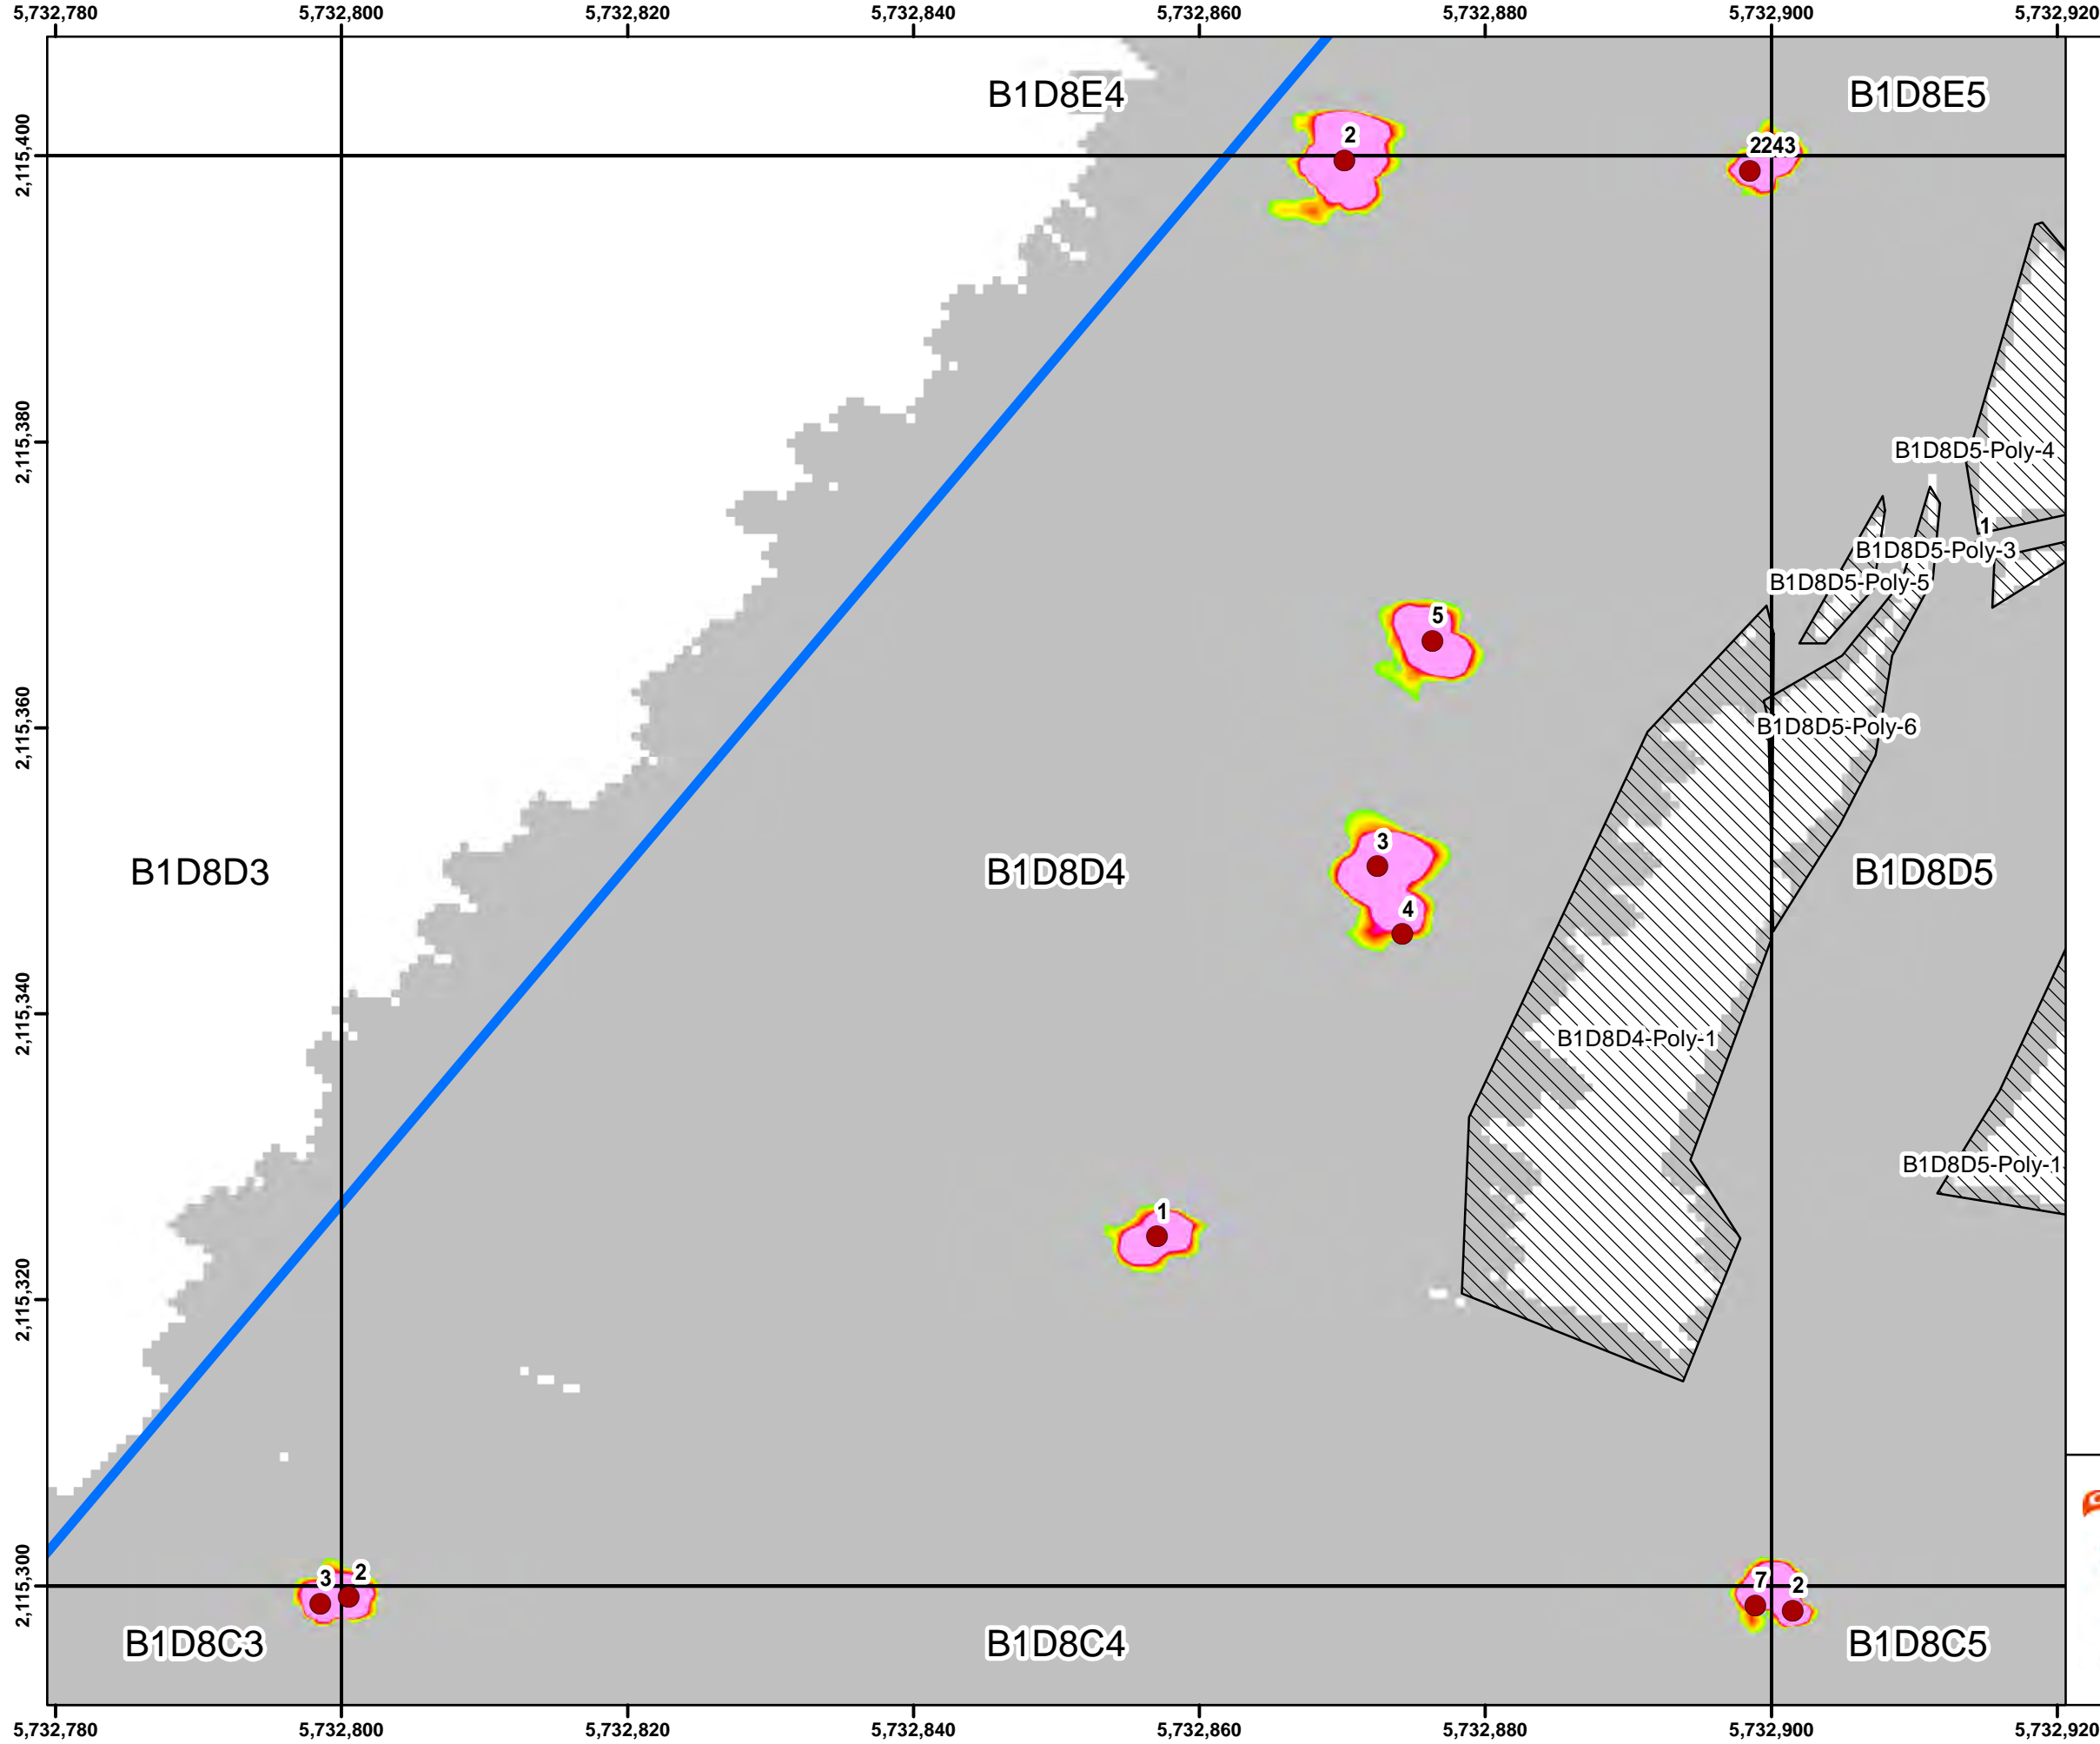 5,732,780 5,732,800 5,732,820 5,732,840 5,732,860 5,732,880 5,732,900 5,732,920
B1D8E4 B1D8E5
2,115,400
2
2243
2,115,380
B1D8D5-Poly-4
1
B1D8D5-Poly-3
B1D8D5-Poly-5
5
2,115,360
B1D8D5-Poly-6
3
B1D8D3 B1D8D4 B1D8D5
4
2,115,340
B1D8D4-Poly-1
B1D8D5-Poly-1
1
2,115,320
2,115,300
3 2 7 2
B1D8C3 B1D8C4 B1D8C5
5,732,780 5,732,800 5,732,820 5,732,840 5,732,860 5,732,880 5,732,900 5,732,920